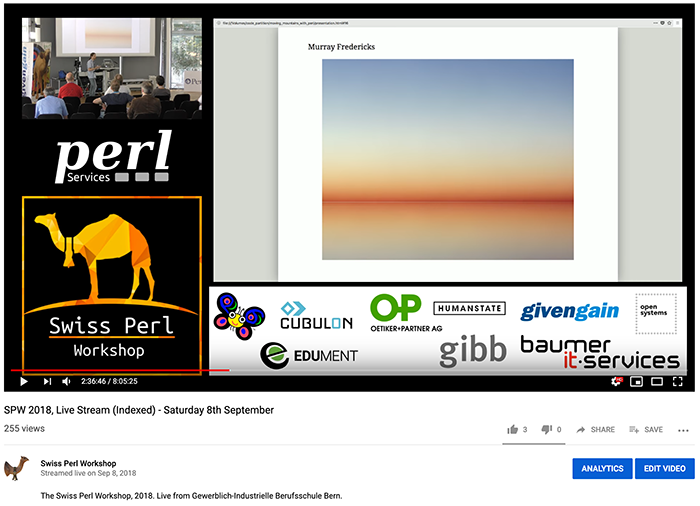 Murray Fredericks
perl
Services
Swiss Perl
Workshop
CUBULON
OP
OETIKER+PARTNER AG
HUMANSTATE
givengain
open
systems
EDUMENT
gibb
baumer
it-services
2:36:46 / 8:05:25
SPW 2018, Live Stream (Indexed) - Saturday 8th September
255 views
3
0
SHARE
SAVE
Swiss Perl Workshop
Streamed live on Sep 8, 2018
ANALYTICS
EDIT VIDEO
The Swiss Perl Workshop, 2018. Live from Gewerblich-Industrielle Berufsschule Bern.